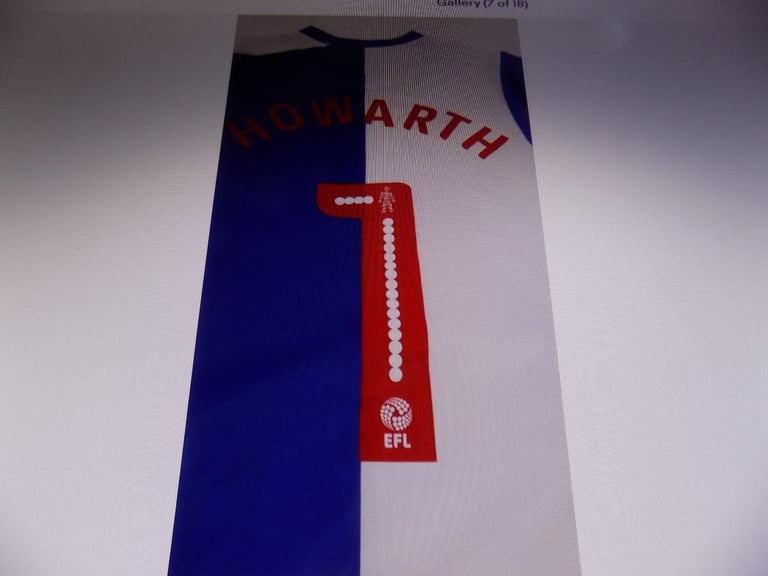 Gallery (7 of 18)
HOWARTH
1
EFL